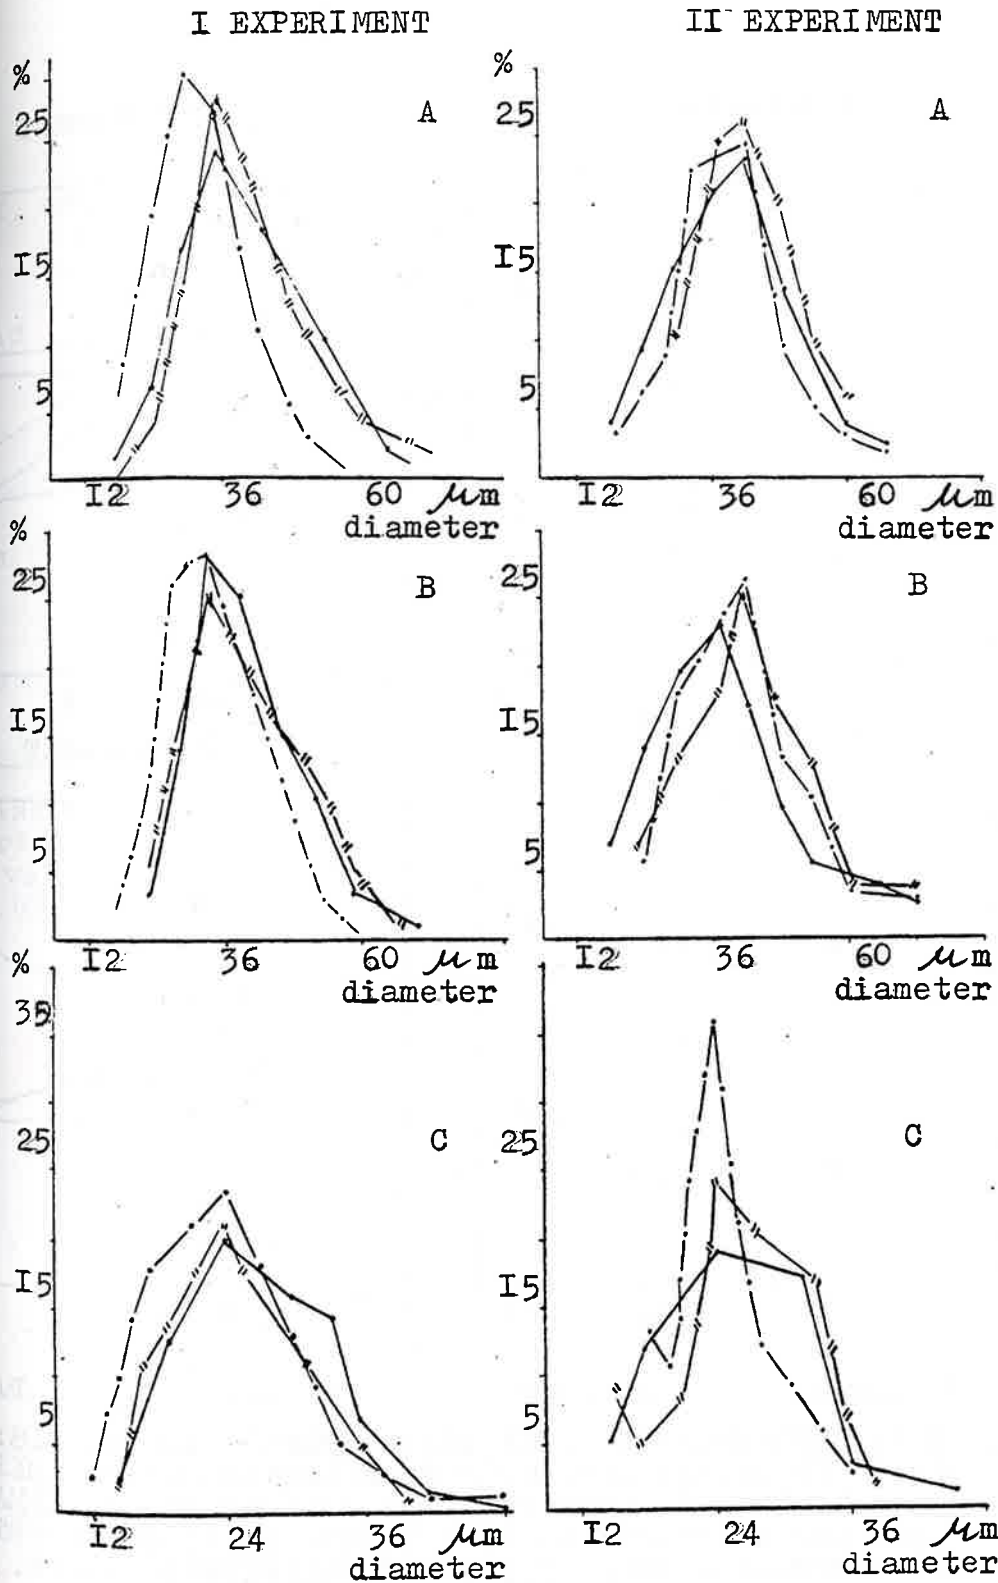 I EXPERIMENT
II EXPERIMENT
%
25
A
I5
5
I2 36 60 μm
diameter
%
25
A
I5
5
I2 36 60 μm
diameter
%
25
B
I5
5
I2 36 60 μm
diameter
25
B
I5
5
I2 36 60 μm
diameter
%
35
25
C
I5
5
I2 24 36 μm
diameter
25
C
I5
5
I2 24 36 μm
diameter